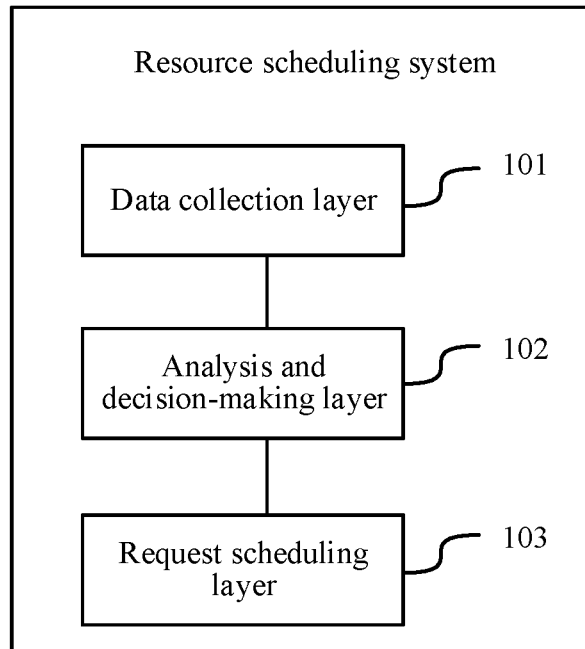 Resource scheduling system
101
Data collection layer
102
Analysis and
decision-making layer
103
Request scheduling
layer